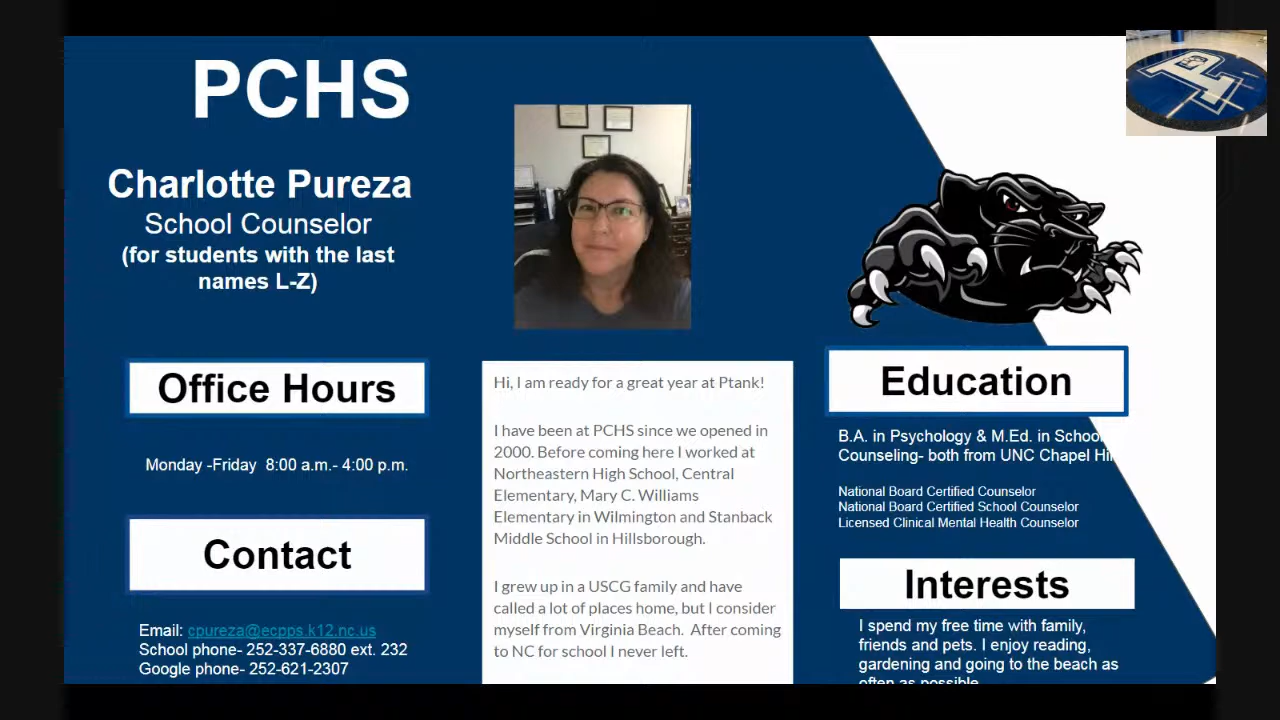 PCHS
Charlotte Pureza
School Counselor
(for students with the last
names L-Z)
Office Hours
Monday -Friday 8:00 a.m.- 4:00 p.m.
Contact
Email: cpureza@ecpps.k12.nc.us
School phone- 252-337-6880 ext. 232
Google phone- 252-621-2307
Hi, I am ready for a great year at Ptank!
I have been at PCHS since we opened in
2000. Before coming here I worked at
Northeastern High School, Central
Elementary, Mary C. Williams
Elementary in Wilmington and Stanback
Middle School in Hillsborough.
I grew up in a USCG family and have
called a lot of places home, but I consider
myself from Virginia Beach. After coming
to NC for school I never left.
Education
B.A. in Psychology & M.Ed. in School
Counseling- both from UNC Chapel Hill
National Board Certified Counselor
National Board Certified School Counselor
Licensed Clinical Mental Health Counselor
Interests
I spend my free time with family,
friends and pets. I enjoy reading,
gardening and going to the beach as
often as possible